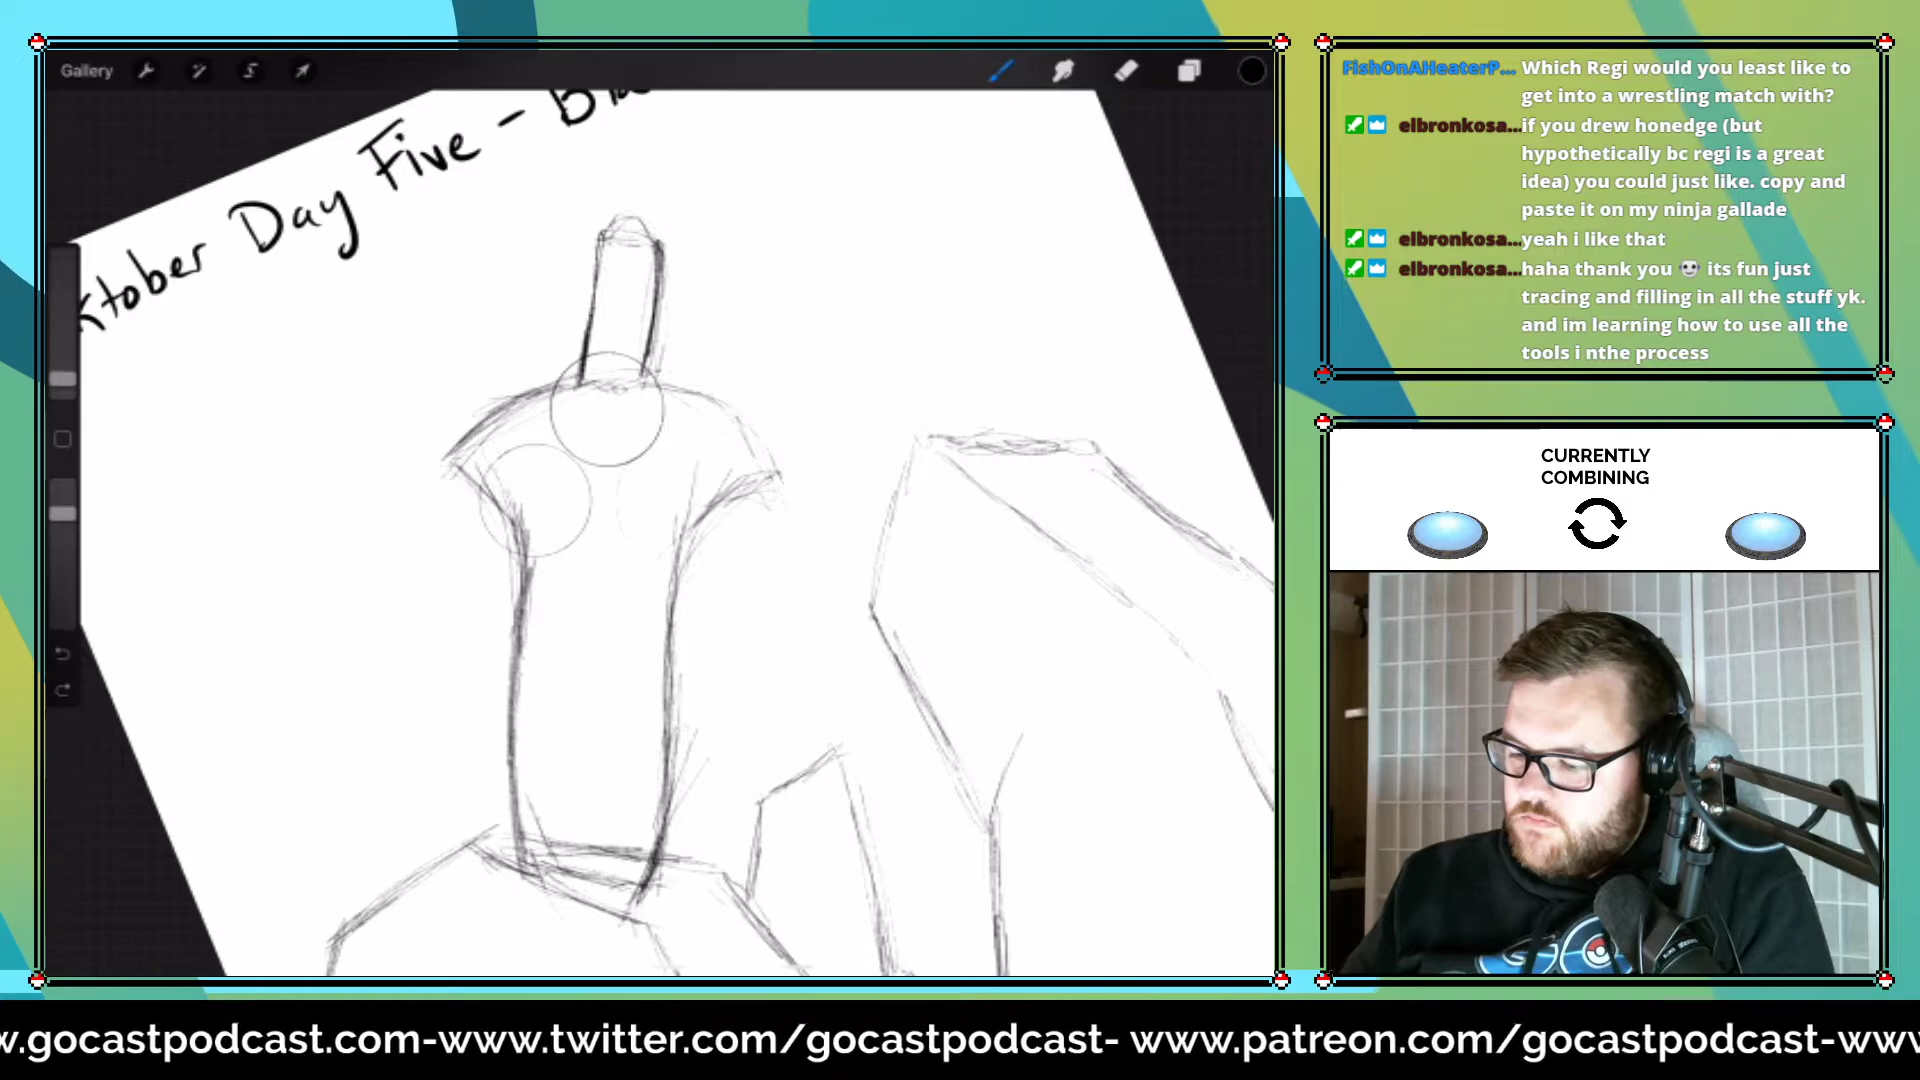 Gallery
Day Five -
FishOnAHeaterP... Which Regi would you least like to
get into a wrestling match with?
elbronkosa... if you drew honedge (but
hypothetically bc regi is a great
idea) you could just like. copy and
paste it on my ninja gallade
elbronkosa... yeah i like that
elbronkosa... haha thank you its fun just
tracing and filling in all the stuff yk.
and im learning how to use all the
tools i nthe process
CURRENTLY
COMBINING
w.gocastpodcast.com-www.twitter.com/gocastpodcast- www.patreon.com/gocastpodcast-www